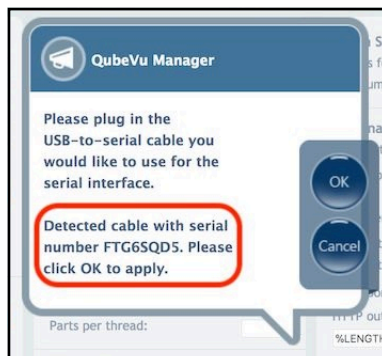 QubeVu Manager
Please plug in the
USB-to-serial cable you
would like to use for the
serial interface.
Detected cable with serial
number FTG6SQD5. Please
click OK to apply.
OK
Cancel
Parts per thread:
%LENGTH